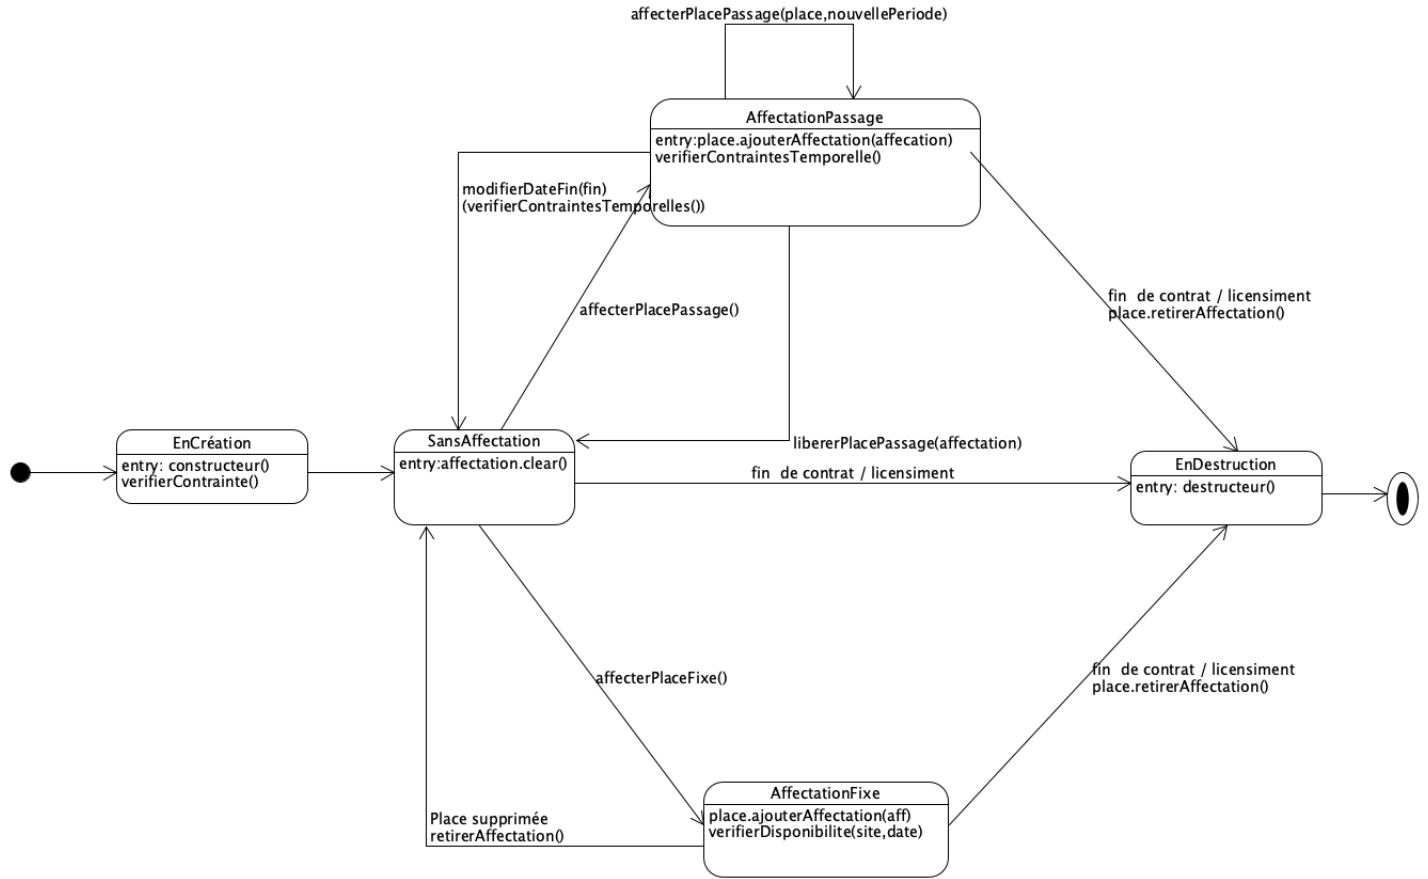 affecterPlacePassage(place,nouvellePeriode)
AffectationPassage
entry:place.ajouterAffectation(affecation)
verifierContraintesTemporelle()
modifierDateFin(fin)
(verifierContraintesTemporelles())
affecterPlacePassage()
fin  de contrat / licensiment
place.retirerAffectation()
EnCréation
entry: constructeur()
verifierContrainte()
SansAffectation
entry:affectation.clear()
libererPlacePassage(affectation)
fin  de contrat / licensiment
EnDestruction
entry: destructeur()
affecterPlaceFixe()
fin  de contrat / licensiment
place.retirerAffectation()
Place supprimée
retirerAffectation()
AffectationFixe
place.ajouterAffectation(aff)
verifierDisponibilite(site,date)